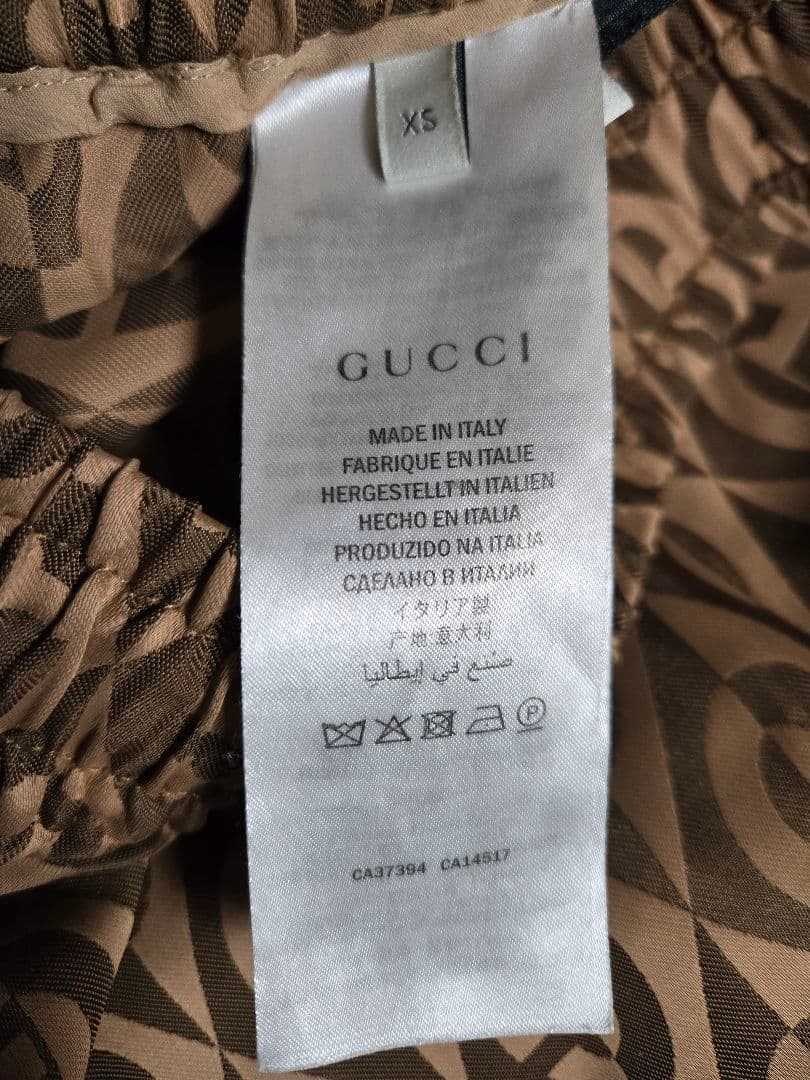 XS
GUCCI
MADE IN ITALY
FABRIQUE EN ITALIE
HERGESTELLT IN ITALIEN
HECHO EN ITALIA
PRODUZIDO NA ITALIA
СДЕЛАНО В ИТАЛИИ
イタリア製
产地 意大利
صنع في إيطاليا
P
CA37394 CA14517